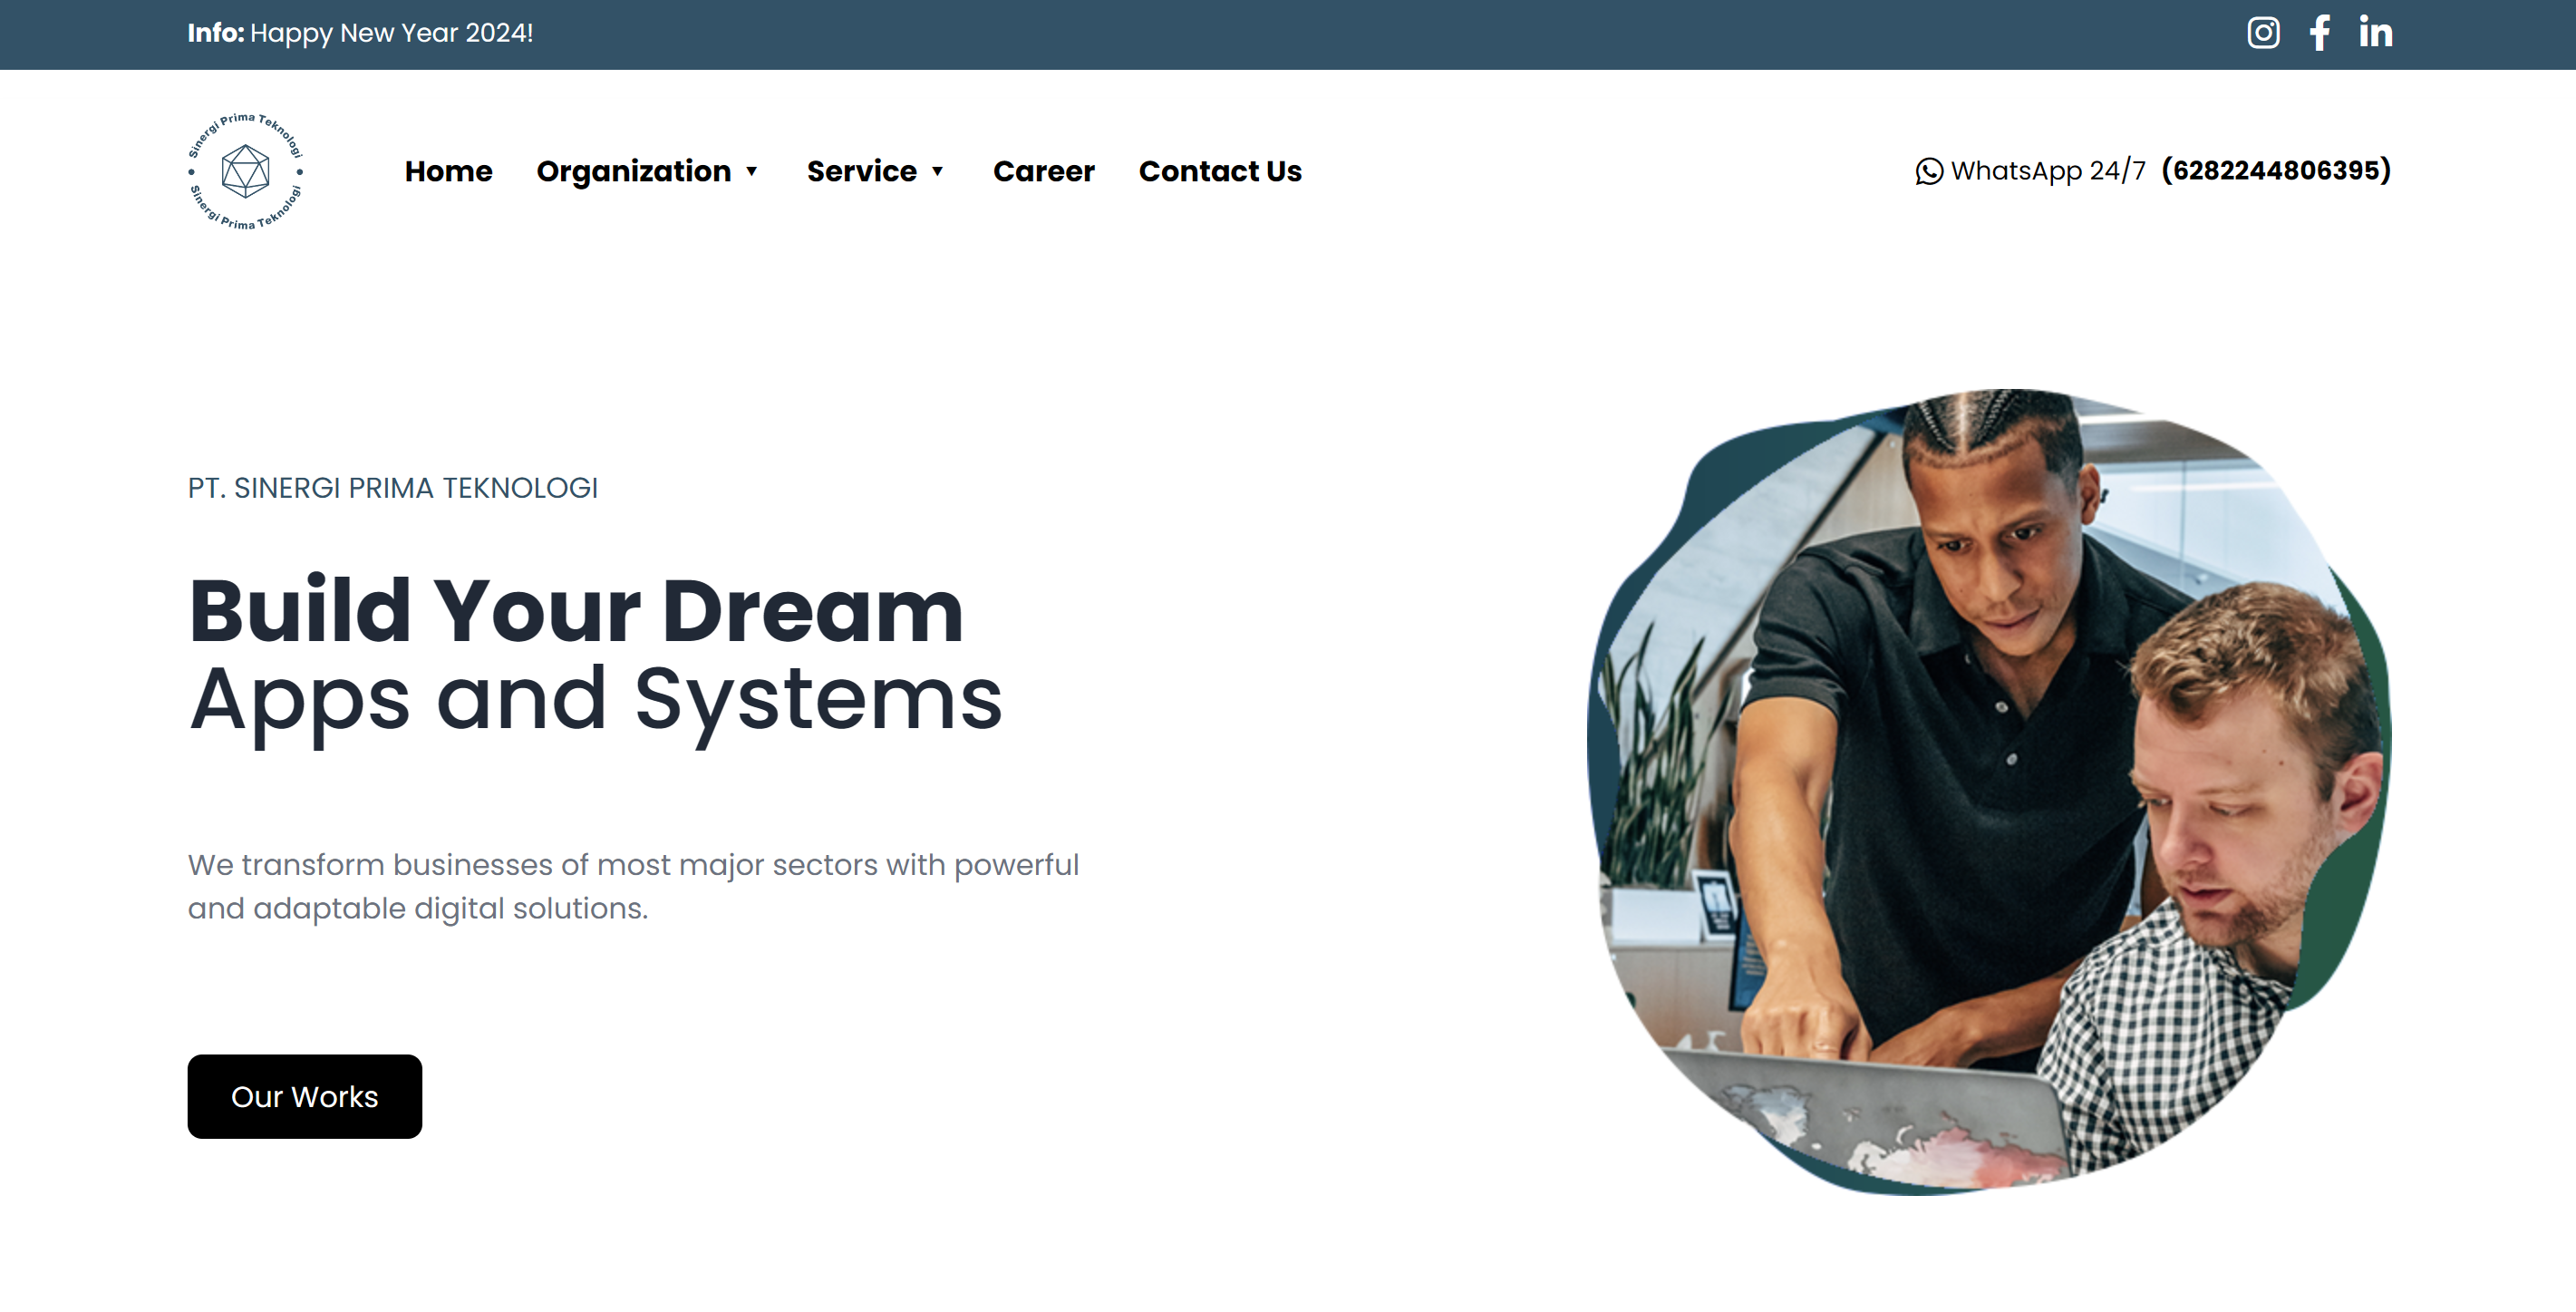 Info: Happy New Year 2024!
Sinergi Prima Teknologi
Sinergi Prima Teknologi
Home Organization Service Career Contact Us
WhatsApp 24/7 (6282244806395)
PT. SINERGI PRIMA TEKNOLOGI
Build Your Dream
Apps and Systems
We transform businesses of most major sectors with powerful
and adaptable digital solutions.
Our Works